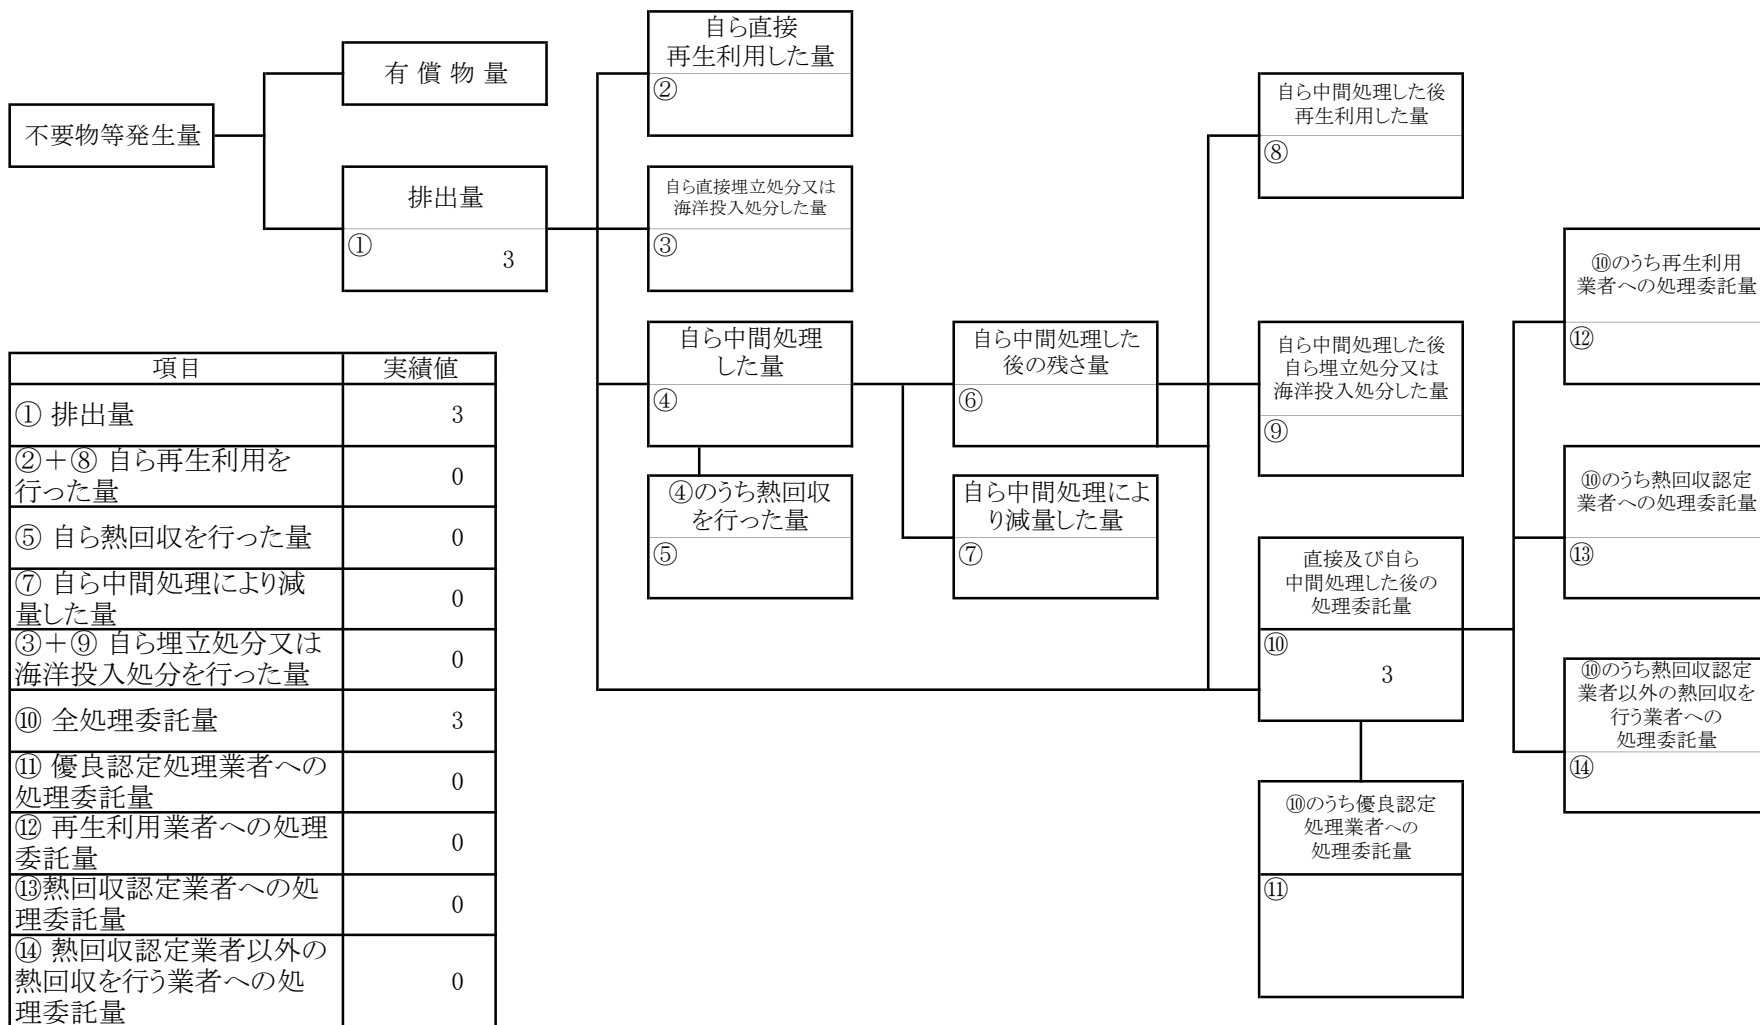 不要物等発生量
有 償 物 量
排出量
①
3
自ら直接
再生利用した量
②
自ら直接埋立処分又は
海洋投入処分した量
③
自ら中間処理
した量
④
④のうち熱回収
を行った量
⑤
自ら中間処理した
後の残さ量
⑥
自ら中間処理によ
り減量した量
⑦
自ら中間処理した後
再生利用した量
⑧
自ら中間処理した後
自ら埋立処分又は
海洋投入処分した量
⑨
直接及び自ら
中間処理した後の
処理委託量
⑩
3
⑩のうち優良認定
処理業者への
処理委託量
⑪
⑩のうち再生利用
業者への処理委託量
⑫
⑩のうち熱回収認定
業者への処理委託量
⑬
⑩のうち熱回収認定
業者以外の熱回収を
行う業者への
処理委託量
⑭
項目 実績値
① 排出量 3
②+⑧ 自ら再生利用を
行った量 0
⑤ 自ら熱回収を行った量 0
⑦ 自ら中間処理により減
量した量 0
③+⑨ 自ら埋立処分又は
海洋投入処分を行った量 0
⑩ 全処理委託量 3
⑪ 優良認定処理業者への
処理委託量 0
⑫ 再生利用業者への処理
委託量 0
⑬熱回収認定業者への処
理委託量 0
⑭ 熱回収認定業者以外の
熱回収を行う業者への処 0
理委託量